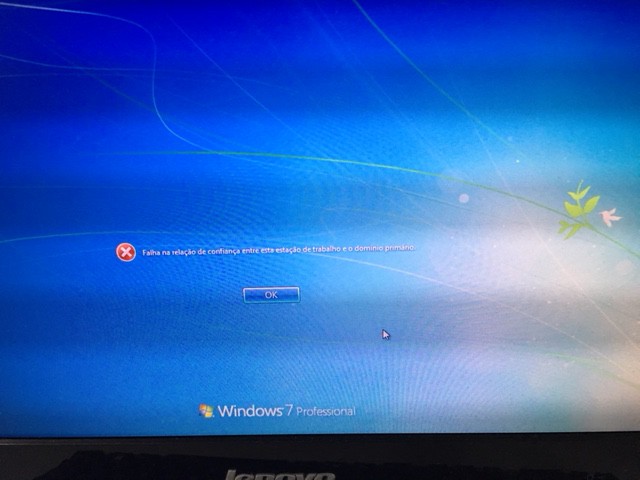 Falha na relação de confiança entre esta estação de trabalho e o domínio primário.
OK
Windows 7 Professional
lenovo